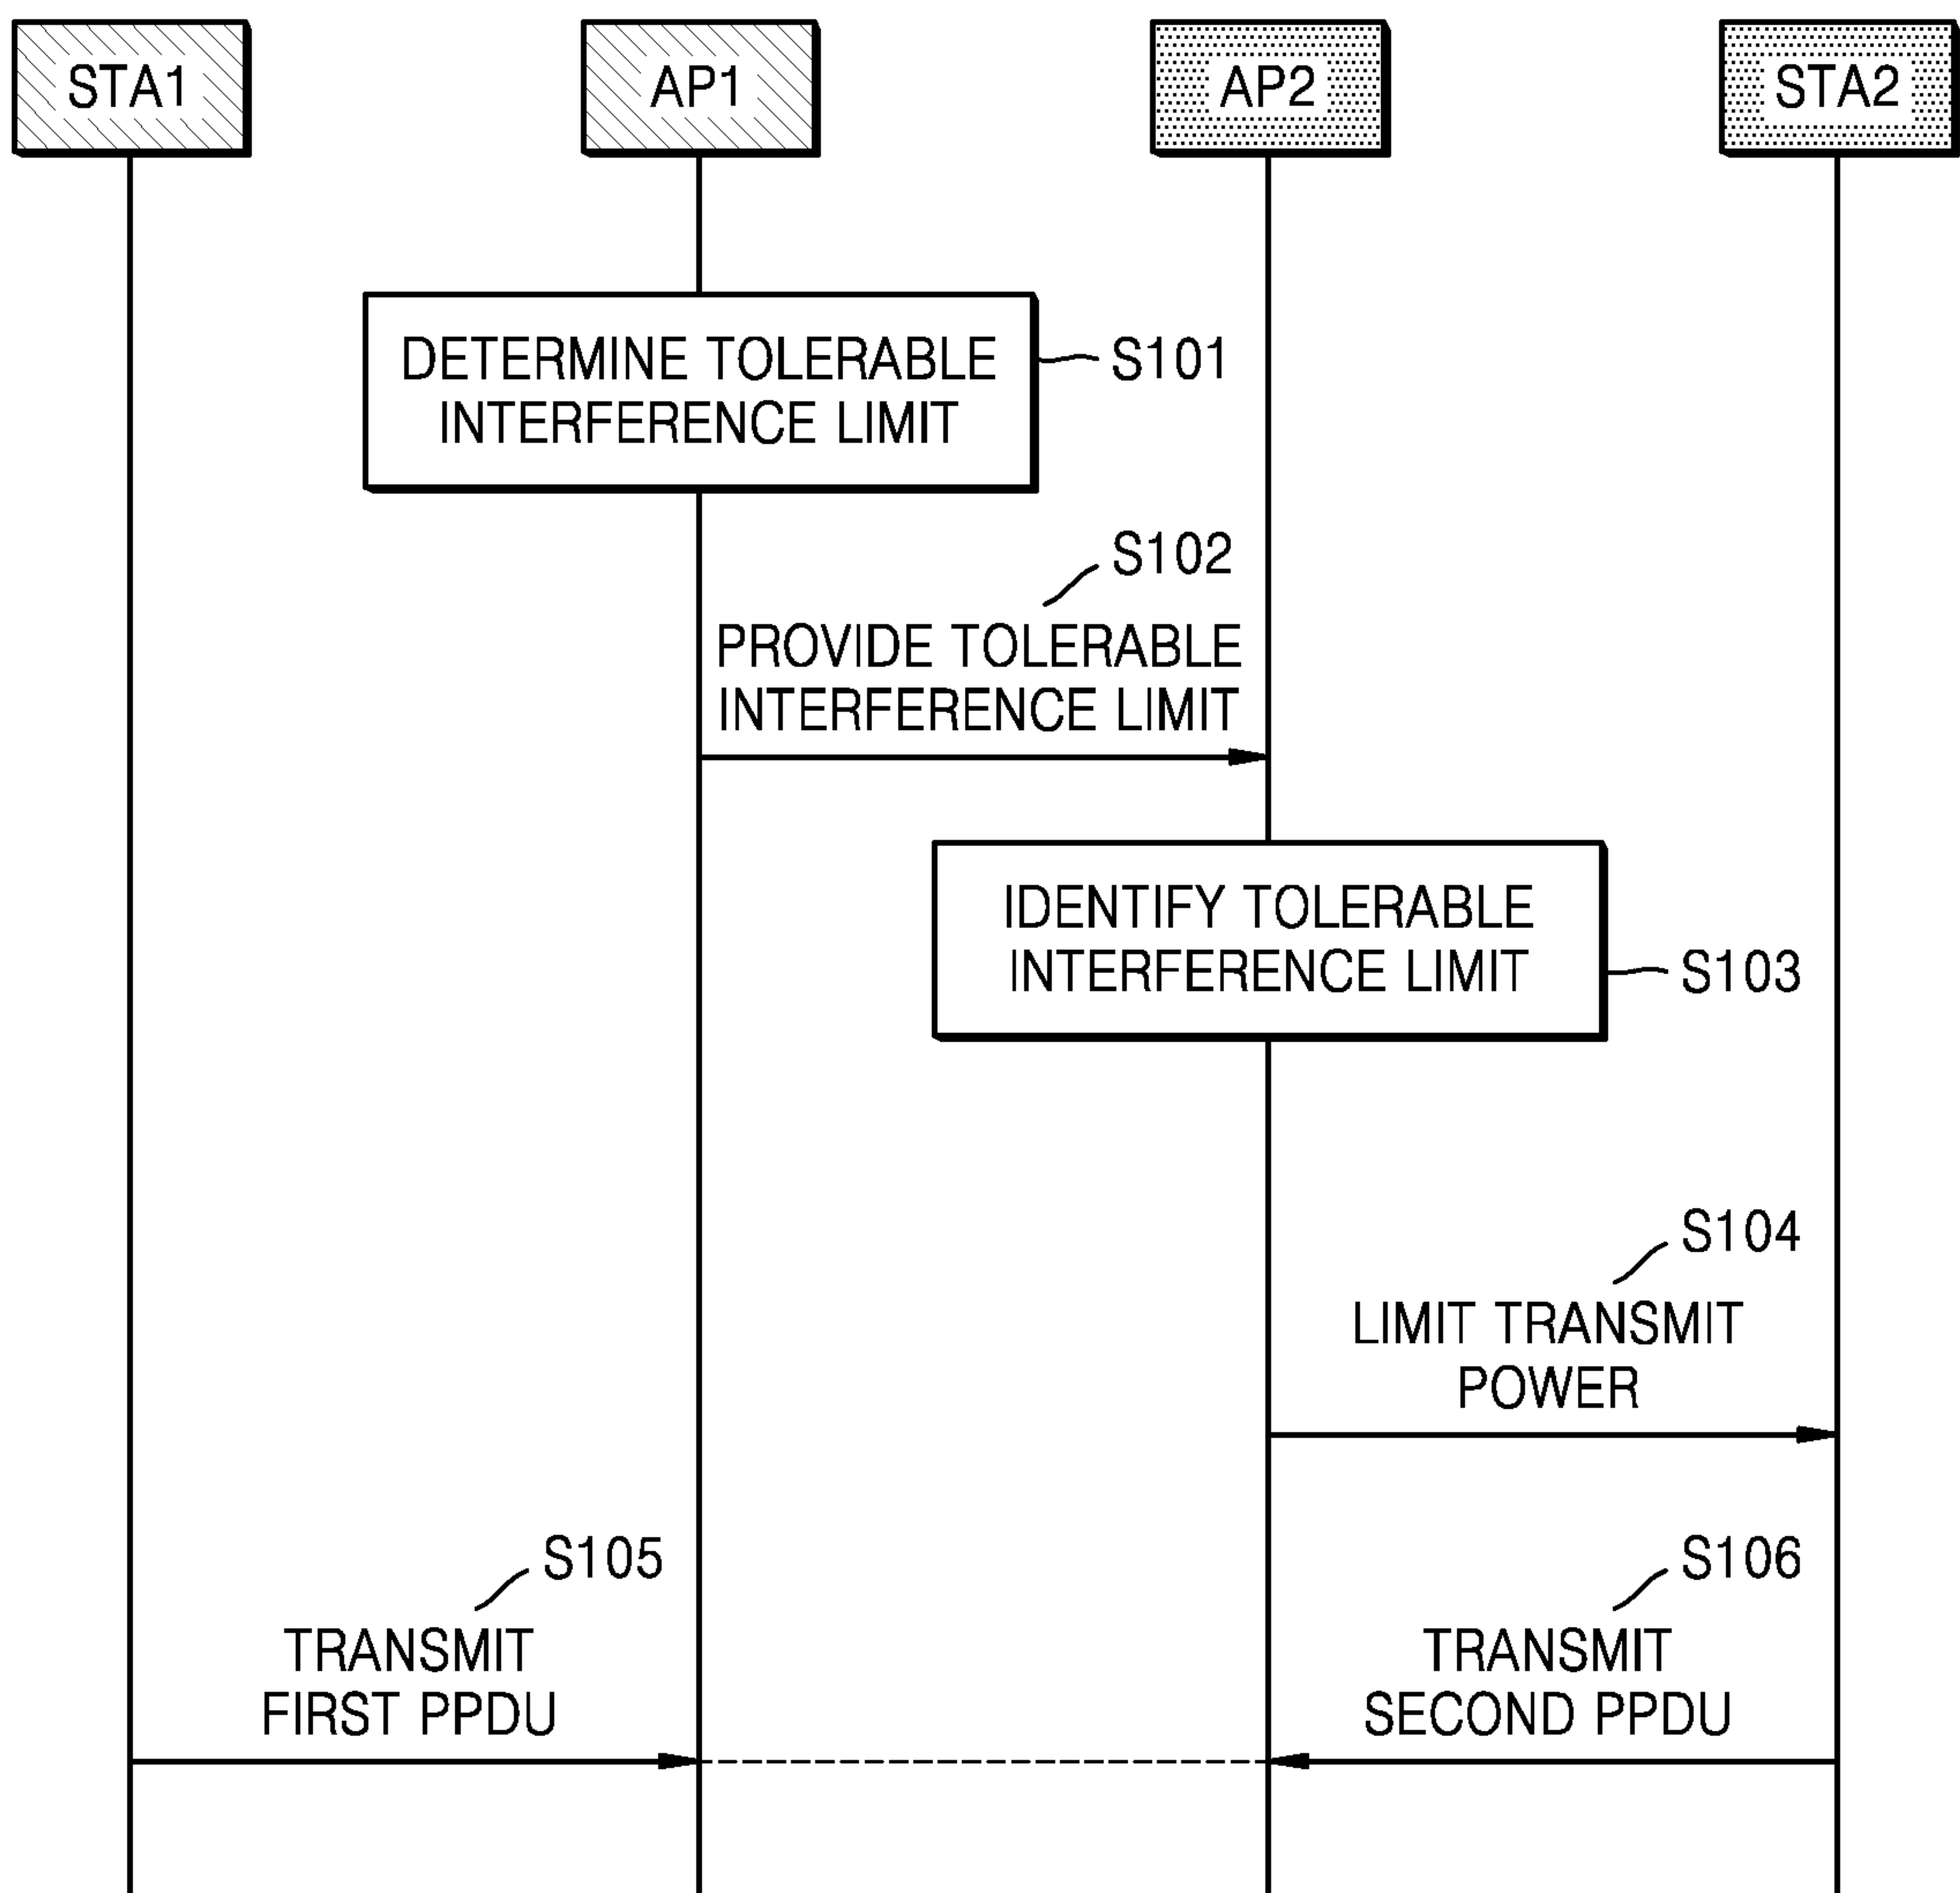 STA1
AP1
AP2
STA2
DETERMINE TOLERABLE
INTERFERENCE LIMIT
S101
S102
PROVIDE TOLERABLE
INTERFERENCE LIMIT
IDENTIFY TOLERABLE
INTERFERENCE LIMIT
S103
S104
LIMIT TRANSMIT
POWER
S105
TRANSMIT
FIRST PPDU
S106
TRANSMIT
SECOND PPDU